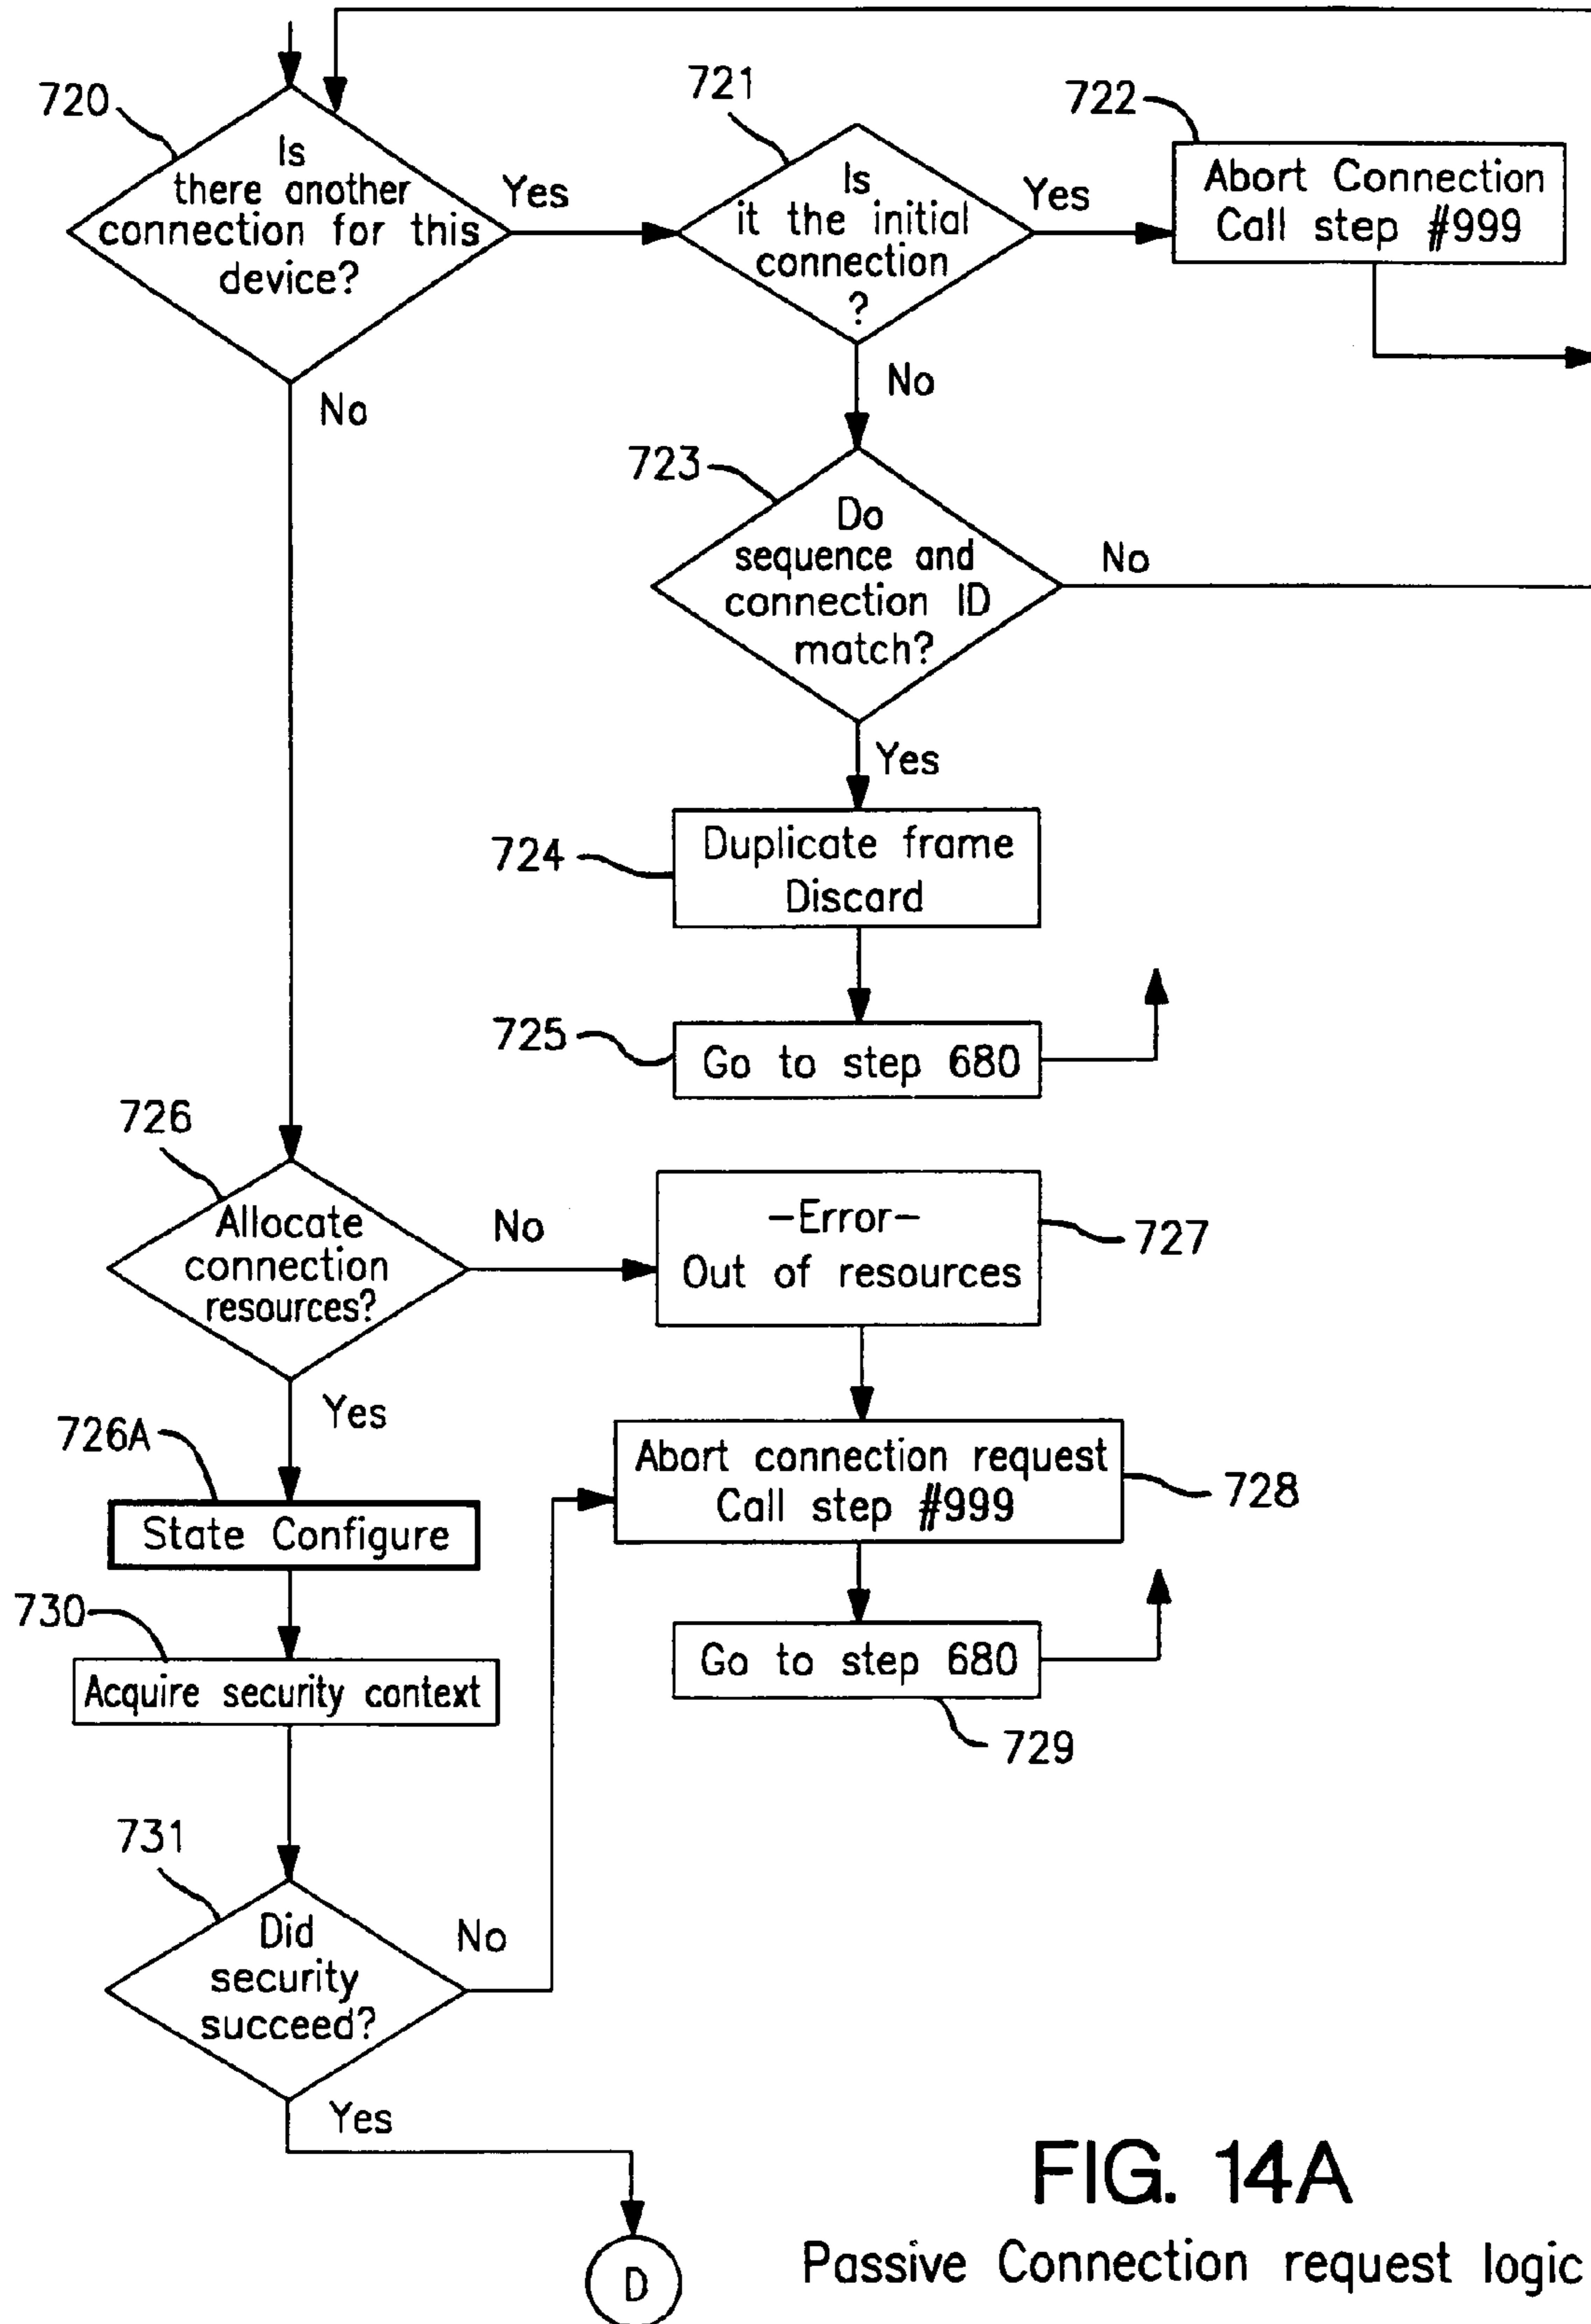 720
Is
there another
connection for this
device?
Yes
No
721
Is
it the initial
connection
?
Yes
No
722
Abort Connection
Call step #999
723
Do
sequence and
connection ID
match?
No
Yes
724
Duplicate frame
Discard
725
Go to step 680
726
Allocate
connection
resources?
No
Yes
-Error-
Out of resources
727
726A
State Configure
Abort connection request
Call step #999
728
730
Acquire security context
Go to step 680
729
731
Did
security
succeed?
No
Yes
D
FIG. 14A
Passive Connection request logic